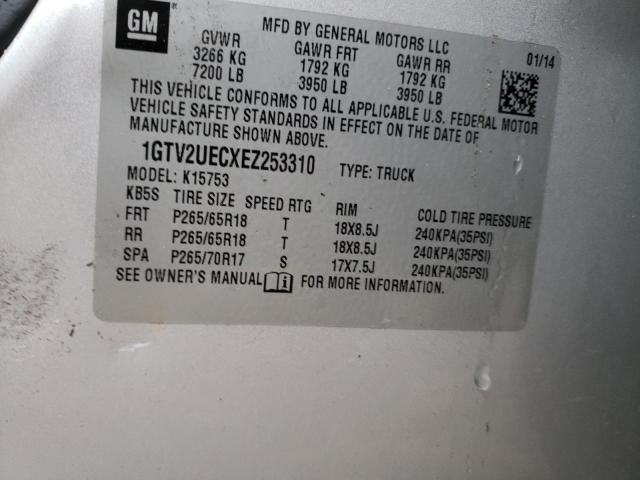 GM
MFD BY GENERAL MOTORS LLC
01/14
GVWR GAWR FRT GAWR RR
3266 KG 1792 KG 1792 KG
7200 LB 3950 LB 3950 LB
THIS VEHICLE CONFORMS TO ALL APPLICABLE U.S. FEDERAL MOTOR
VEHICLE SAFETY STANDARDS IN EFFECT ON THE DATE OF
MANUFACTURE SHOWN ABOVE.
1GTV2UECXEZ253310 TYPE: TRUCK
MODEL: K15753
KB5S TIRE SIZE SPEED RTG RIM COLD TIRE PRESSURE
FRT P265/65R18 T 18X8.5J 240KPA(35PSI)
RR P265/65R18 T 18X8.5J 240KPA(35PSI)
SPA P265/70R17 S 17X7.5J 240KPA(35PSI)
SEE OWNER'S MANUAL i FOR MORE INFORMATION.